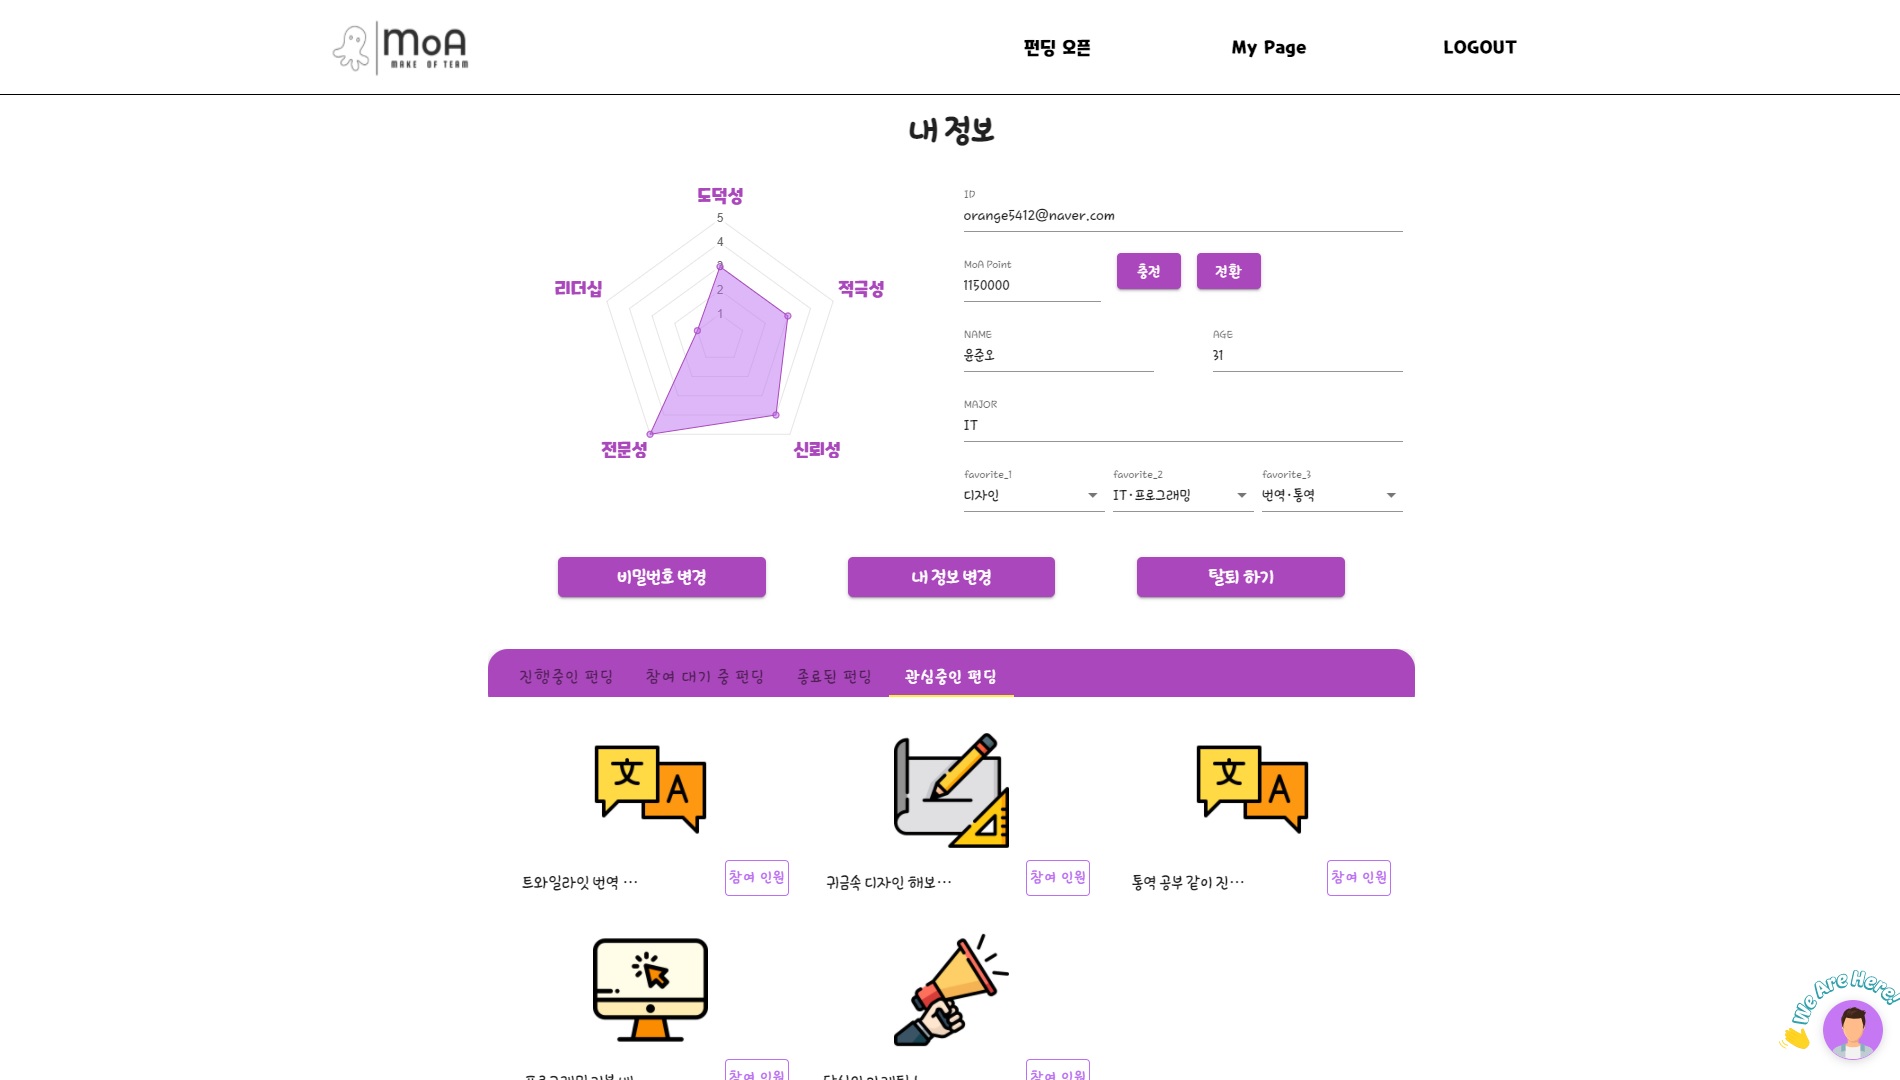 MoA
MAKE OF TEAM
펀딩 오픈
My Page
LOGOUT
내 정보
도덕성
5
4
3
2
1
적극성
신뢰성
전문성
리더십
ID
orange5412@naver.com
MoA Point
1150000
충전
전환
NAME
윤준오
AGE
31
MAJOR
IT
favorite_1
디자인
favorite_2
IT·프로그래밍
favorite_3
번역·통역
비밀번호 변경
내 정보 변경
탈퇴 하기
진행중인 펀딩
참여 대기 중 펀딩
종료된 펀딩
관심중인 펀딩
文 A
文 A
트와일라잇 번역 ...
참여 인원
귀금속 디자인 해보...
참여 인원
통역 공부 같이 진...
참여 인원
We Are Here!
참여 인원
참여 인원